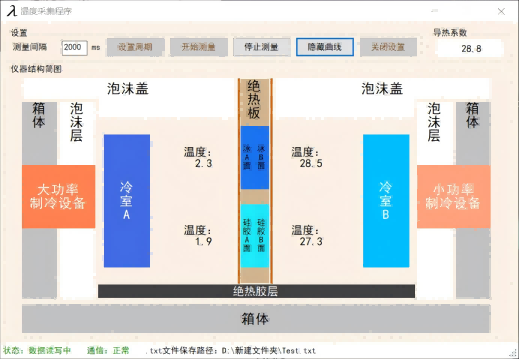 λ 温度采集程序
设置
测量间隔 2000 ms 设置周期 开始测量 停止测量 隐藏曲线 关闭设置
导热系数
28.8
仪器结构简图
泡沫盖 绝热板 泡沫盖
箱体 泡沫层 泡沫层 箱体
大功率制冷设备
冷室A
温度:
2.3
冰A面 冰B面
温度:
28.5
冷室B
小功率制冷设备
温度:
1.9
硅胶A面 硅胶B面
温度:
27.3
绝热胶层
箱体
状态: 数据读写中 通信: 正常 .txt文件保存路径: D:\新建文件夹\Test.txt